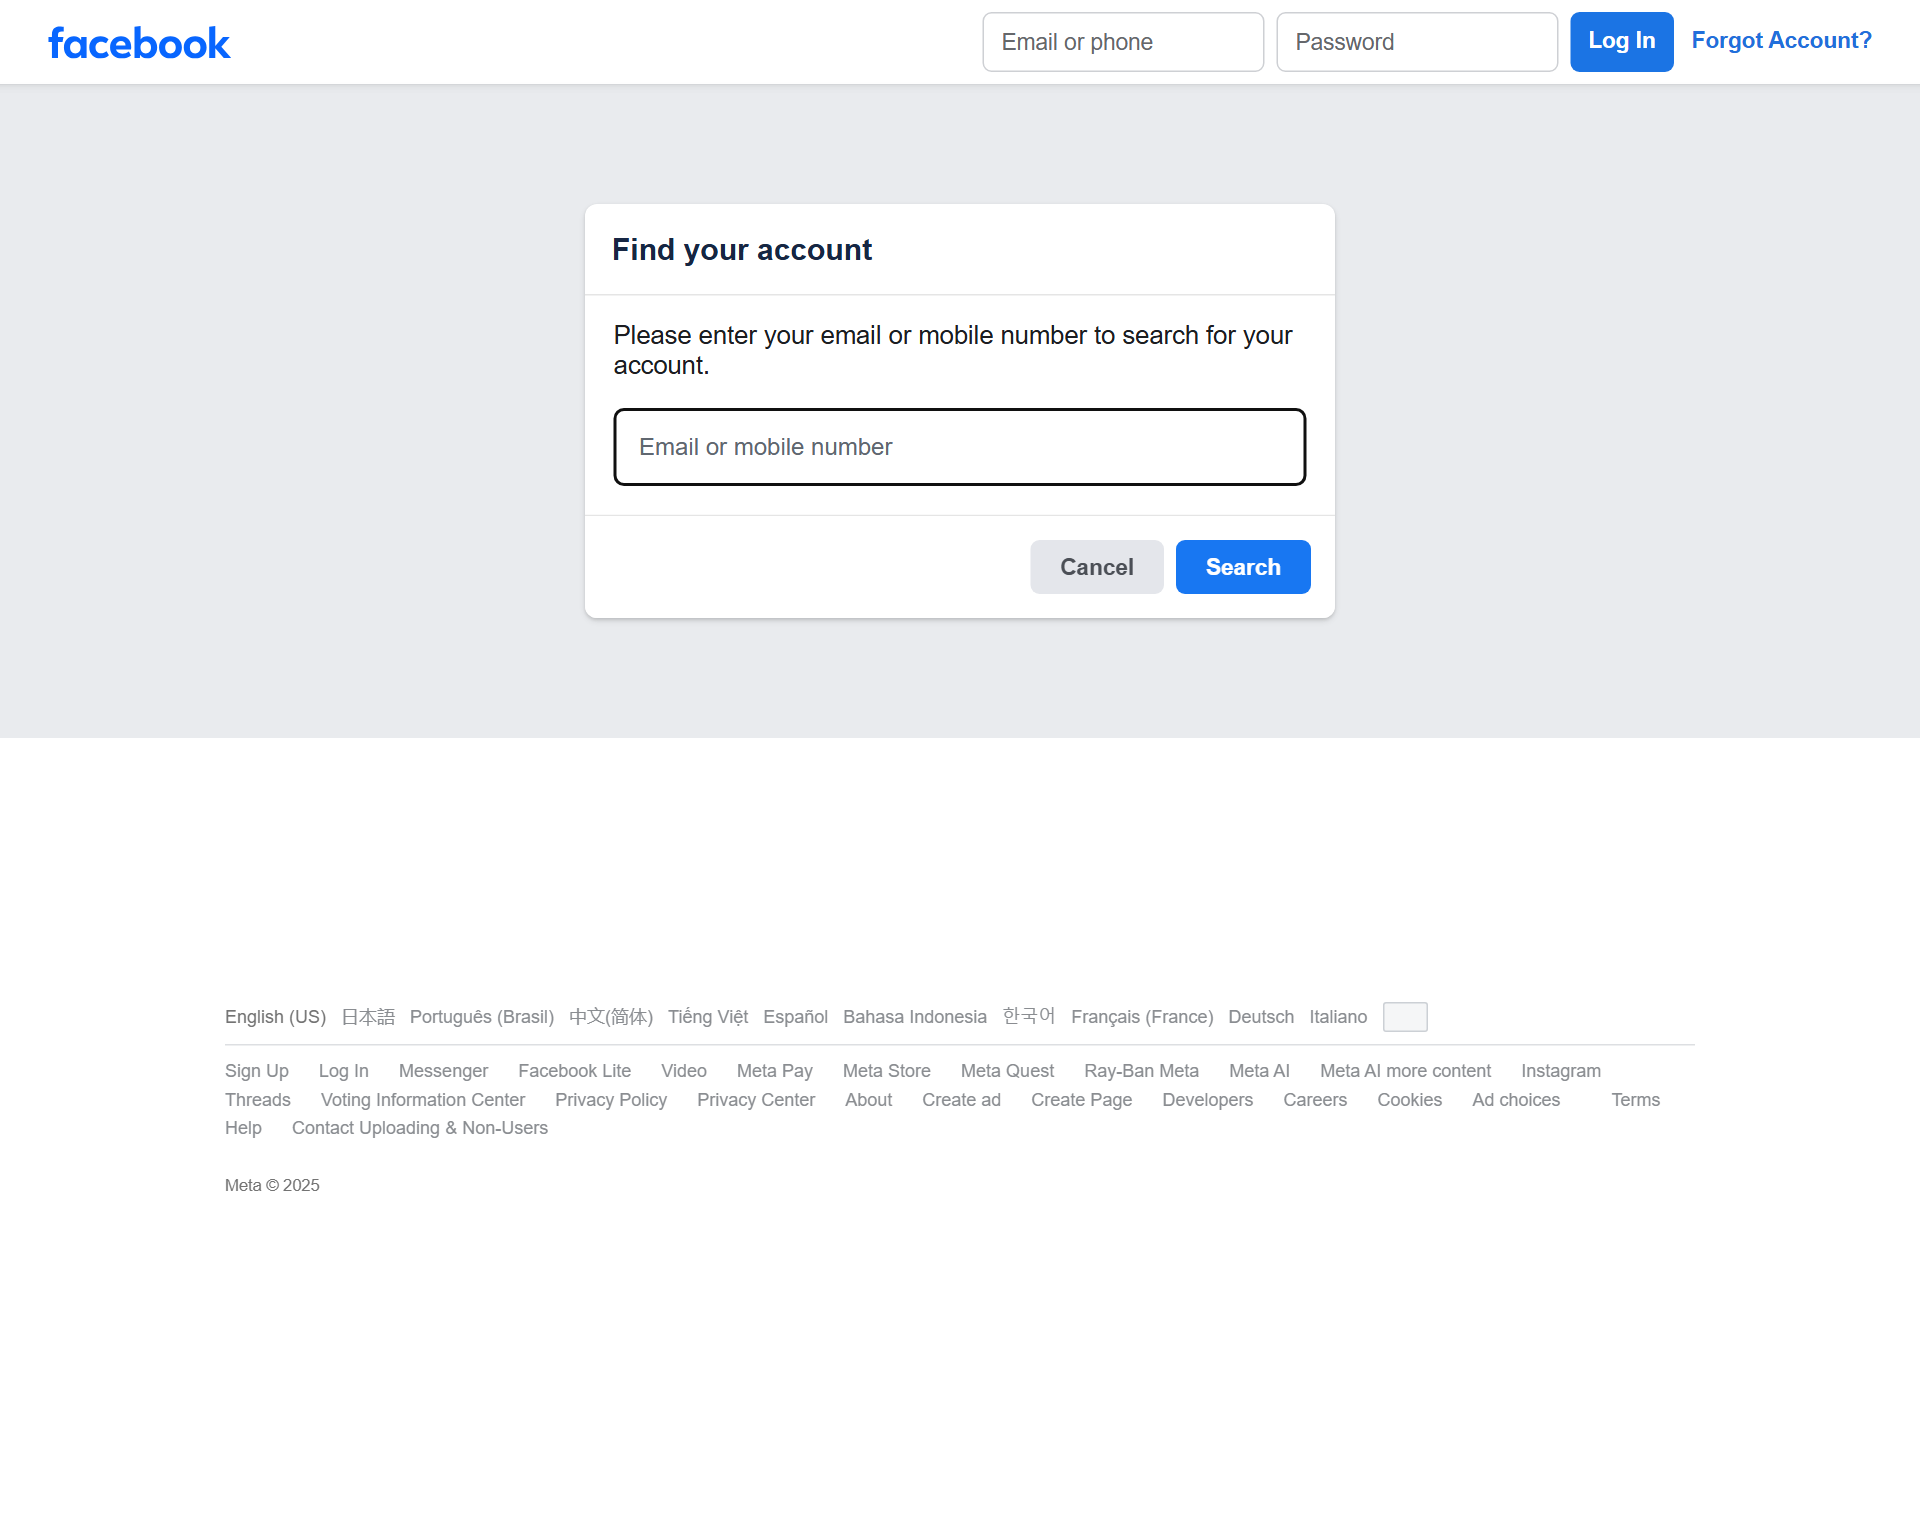 facebook
Email or phone
Password
Log In
Forgot Account?
Find your account
Please enter your email or mobile number to search for your
account.
Email or mobile number
Cancel
Search
English (US) 日本語 Português (Brasil) 中文(简体) Tiếng Việt Español Bahasa Indonesia 한국어 Français (France) Deutsch Italiano
Sign Up Log In Messenger Facebook Lite Video Meta Pay Meta Store Meta Quest Ray-Ban Meta Meta AI Meta AI more content Instagram
Threads Voting Information Center Privacy Policy Privacy Center About Create ad Create Page Developers Careers Cookies Ad choices Terms
Help Contact Uploading & Non-Users
Meta © 2025